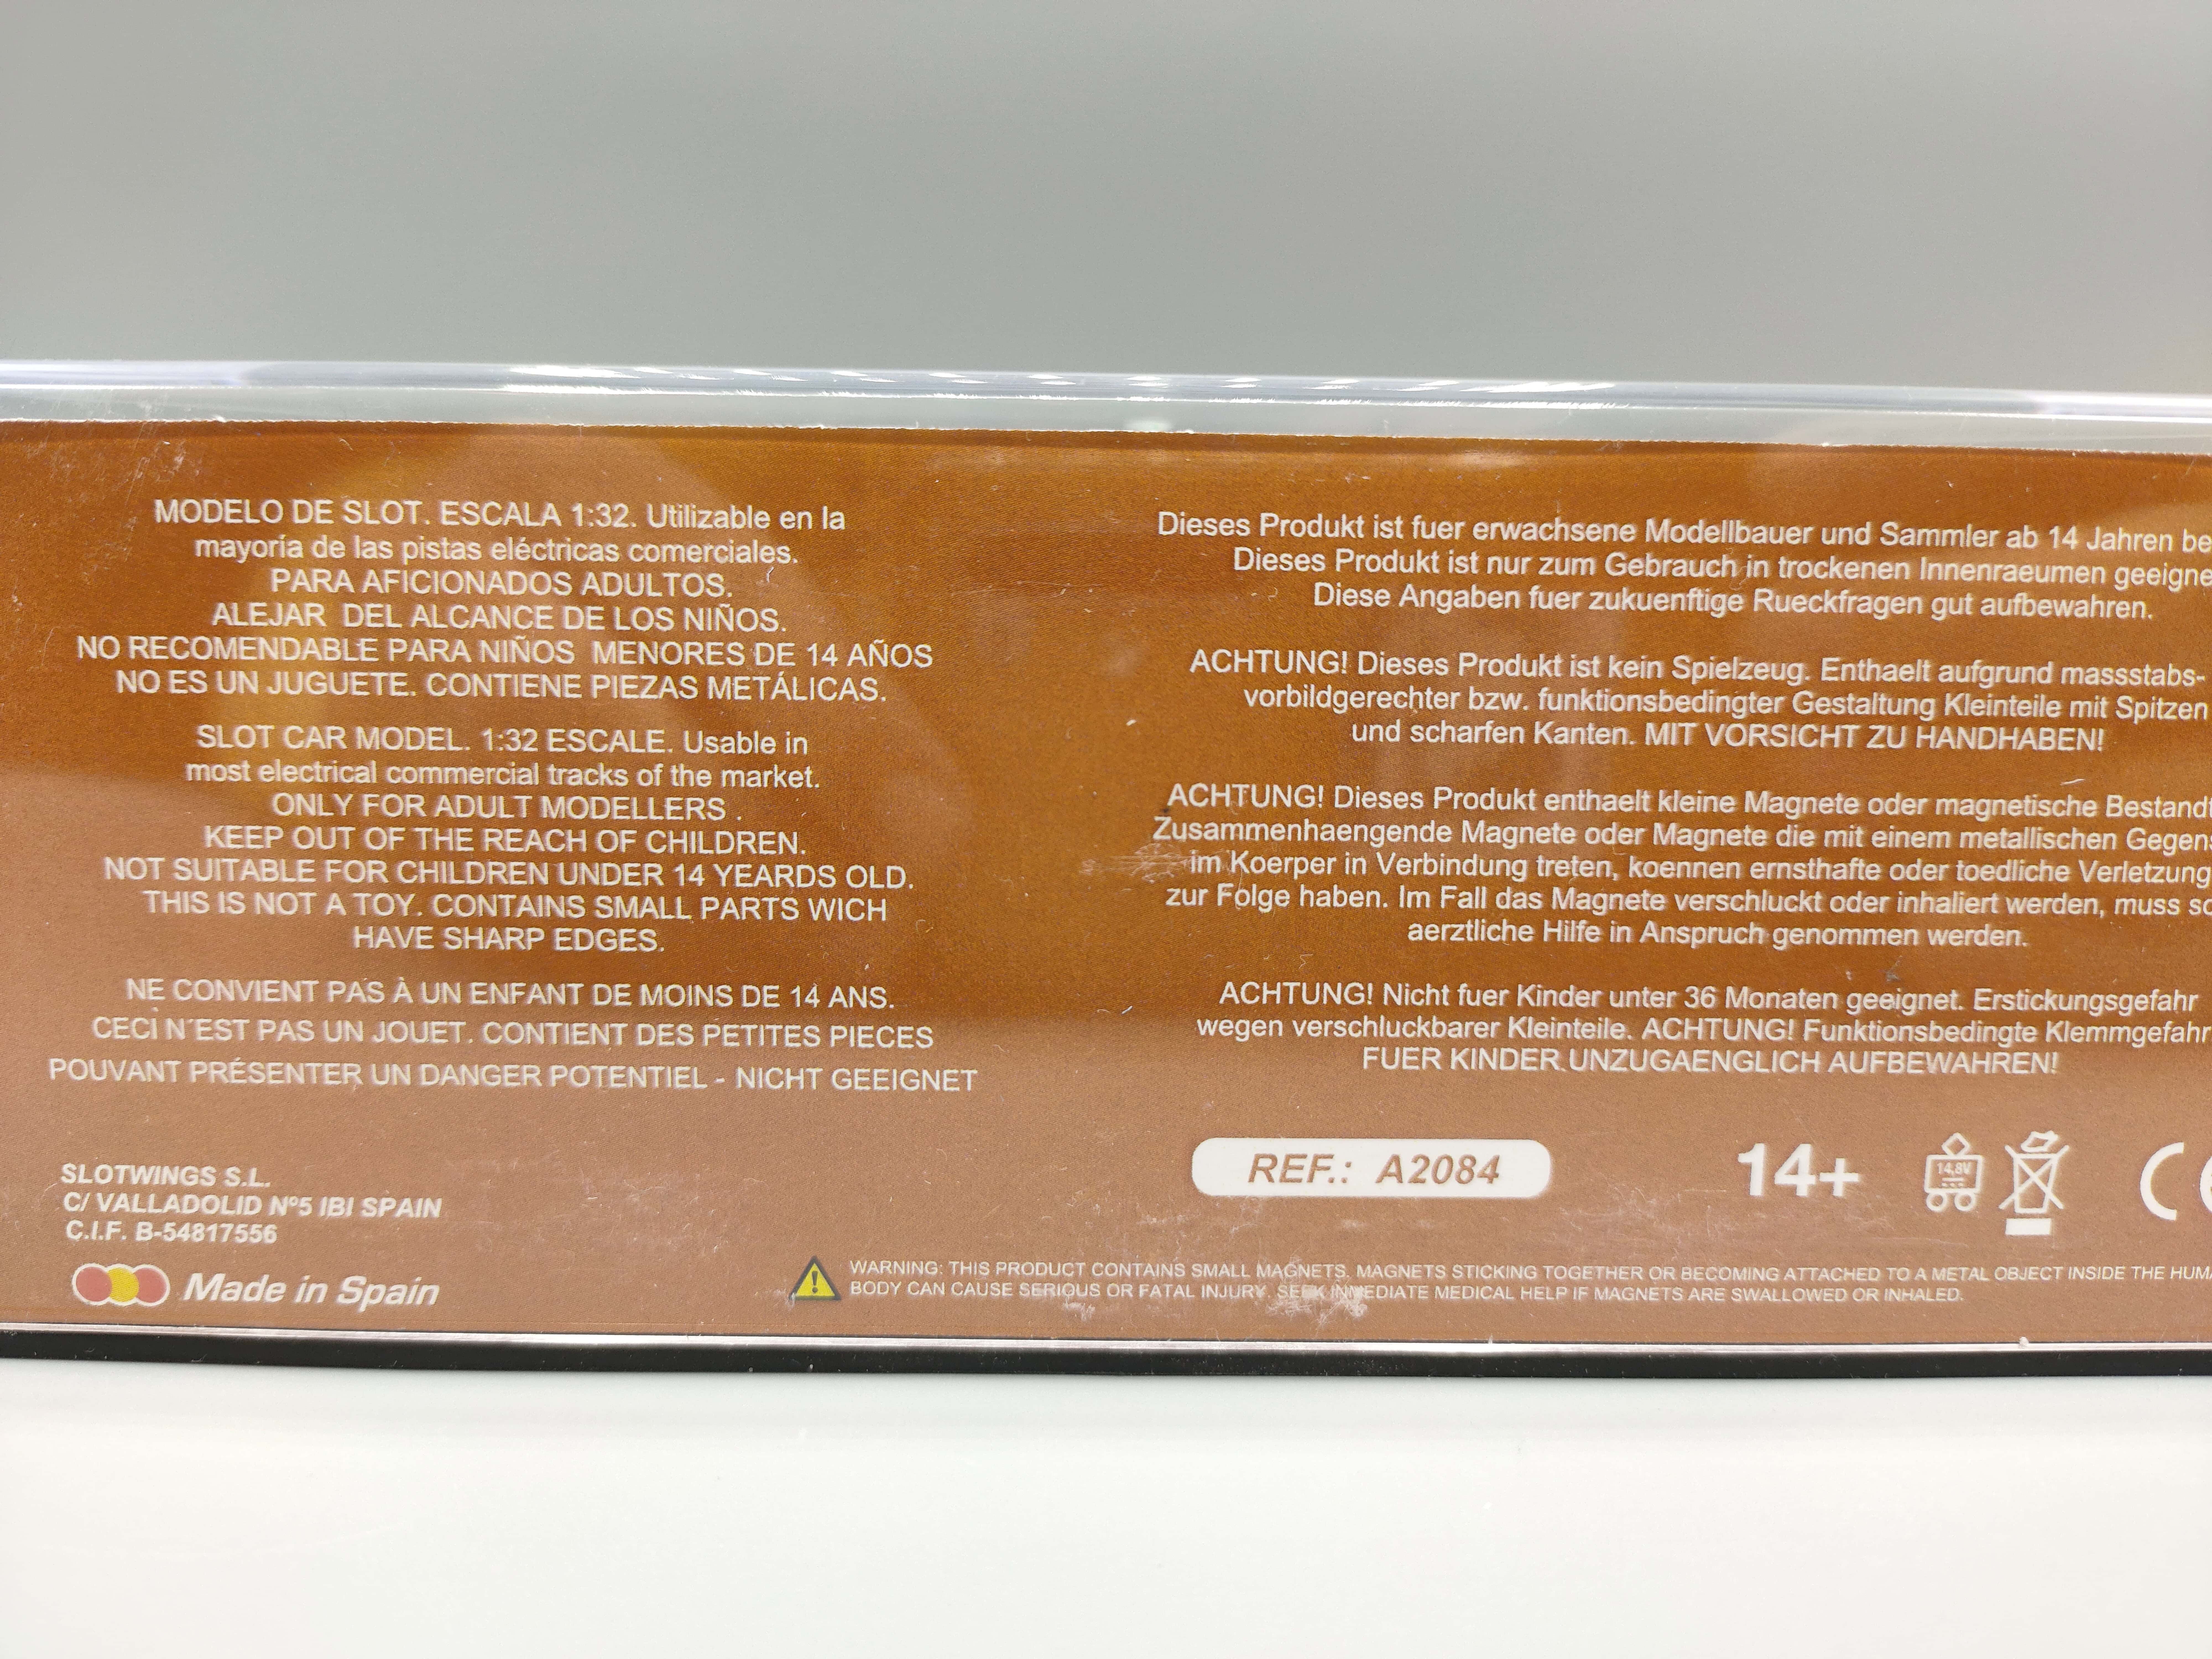 MODELO DE SLOT. ESCALA 1:32. Utilizable en la
mayoría de las pistas eléctricas comerciales.
PARA AFICIONADOS ADULTOS.
ALEJAR DEL ALCANCE DE LOS NIÑOS.
NO RECOMENDABLE PARA NIÑOS MENORES DE 14 AÑOS
NO ES UN JUGUETE. CONTIENE PIEZAS METÁLICAS.
SLOT CAR MODEL. 1:32 ESCALE. Usable in
most electrical commercial tracks of the market.
ONLY FOR ADULT MODELLERS .
KEEP OUT OF THE REACH OF CHILDREN.
NOT SUITABLE FOR CHILDREN UNDER 14 YEARDS OLD.
THIS IS NOT A TOY. CONTAINS SMALL PARTS WICH
HAVE SHARP EDGES.
NE CONVIENT PAS À UN ENFANT DE MOINS DE 14 ANS.
CECI N´EST PAS UN JOUET. CONTIENT DES PETITES PIECES
POUVANT PRÉSENTER UN DANGER POTENTIEL - NICHT GEEIGNET
SLOTWINGS S.L.
C/ VALLADOLID Nº5 IBI SPAIN
C.I.F. B-54817556
Made in Spain
Dieses Produkt ist fuer erwachsene Modellbauer und Sammler ab 14 Jahren be
Dieses Produkt ist nur zum Gebrauch in trockenen Innenraeumen geeigne
Diese Angaben fuer zukuenftige Rueckfragen gut aufbewahren.
ACHTUNG! Dieses Produkt ist kein Spielzeug. Enthaelt aufgrund massstabs-
vorbildgerechter bzw. funktionsbedingter Gestaltung Kleinteile mit Spitzen
und scharfen Kanten. MIT VORSICHT ZU HANDHABEN!
ACHTUNG! Dieses Produkt enthaelt kleine Magnete oder magnetische Bestandt
Zusammenhaengende Magnete oder Magnete die mit einem metallischen Gegens
im Koerper in Verbindung treten, koennen ernsthafte oder toedliche Verletzung
zur Folge haben. Im Fall das Magnete verschluckt oder inhaliert werden, muss so
aerztliche Hilfe in Anspruch genommen werden.
ACHTUNG! Nicht fuer Kinder unter 36 Monaten geeignet. Erstickungsgefahr
wegen verschluckbarer Kleinteile. ACHTUNG! Funktionsbedingte Klemmgefahr.
FUER KINDER UNZUGAENGLICH AUFBEWAHREN!
REF.: A2084
14+
14,8V
CE
WARNING: THIS PRODUCT CONTAINS SMALL MAGNETS. MAGNETS STICKING TOGETHER OR BECOMING ATTACHED TO A METAL OBJECT INSIDE THE HUMA
BODY CAN CAUSE SERIOUS OR FATAL INJURY. SEEK INMEDIATE MEDICAL HELP IF MAGNETS ARE SWALLOWED OR INHALED.